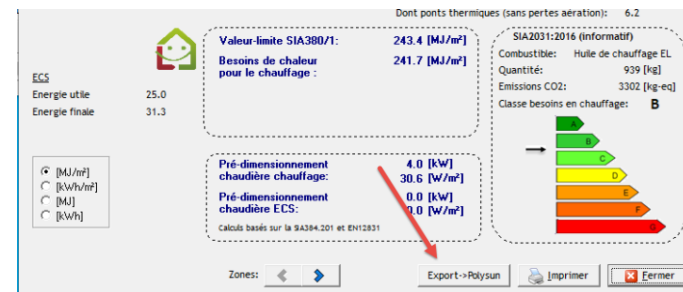 Dont ponts thermiques (sans pertes aération): 6.2
ECS
Energie utile 25.0
Energie finale 31.3
[MJ/m²]
[kWh/m²]
[MJ]
[kWh]
Valeur-limite SIA380/1: 243.4 [MJ/m²]
Besoins de chaleur 241.7 [MJ/m²]
pour le chauffage :
Pré-dimensionnement 4.0 [kW]
chaudière chauffage: 30.6 [W/m²]
Pré-dimensionnement 0.0 [kW]
chaudière ECS: 0.0 [W/m²]
Calculs basés sur la SIA384.201 et EN12831
SIA2031:2016 (informatif)
Combustible: Huile de chauffage EL
Quantité: 939 [kg]
Emissions CO2: 3302 [kg-eq]
Classe besoins en chauffage: B
A
B
C
D
E
F
G
Zones:
Export->Polysun
Imprimer
Fermer